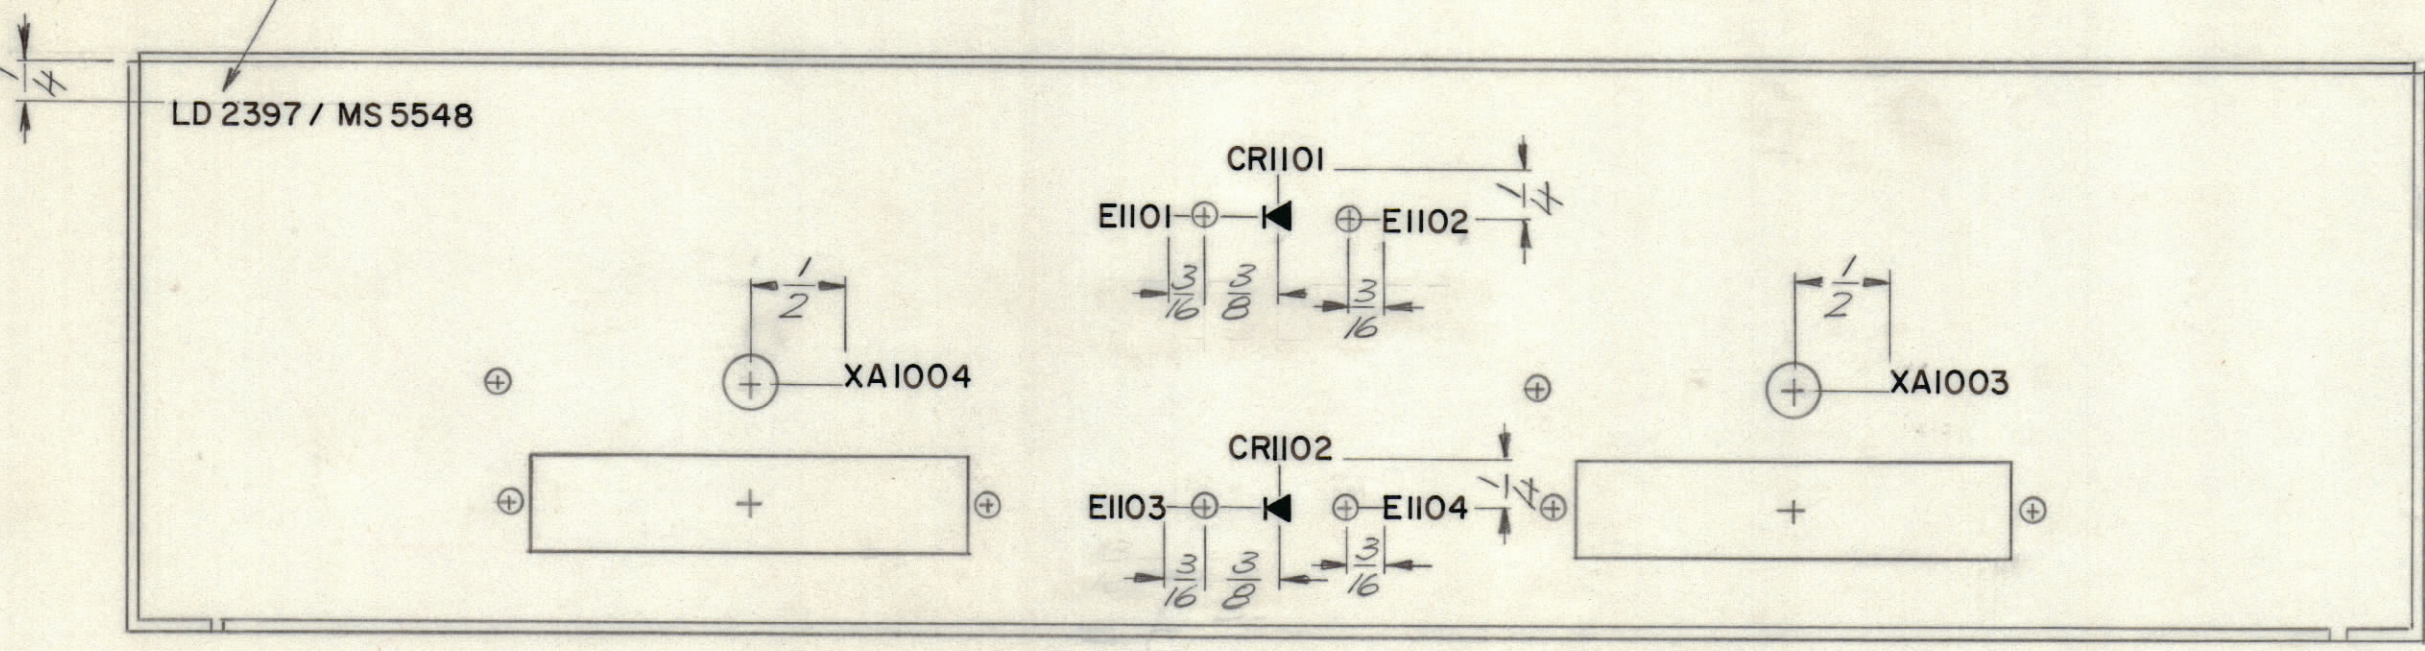 1/4
LD 2397 / MS 5548
CR1101
1/4
E1101
E1102
3/16
3/8
3/16
1/2
1/2
XA1004
XA1003
CR1102
1/4
E1103
E1104
3/16
3/8
3/16